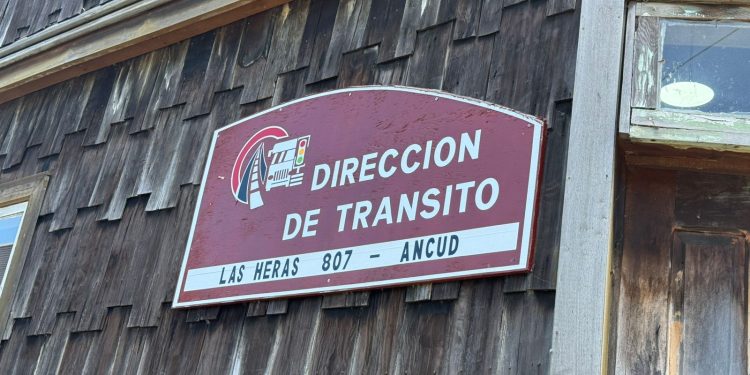 DIRECCION
DE TRANSITO
LAS HERAS 807 - ANCUD